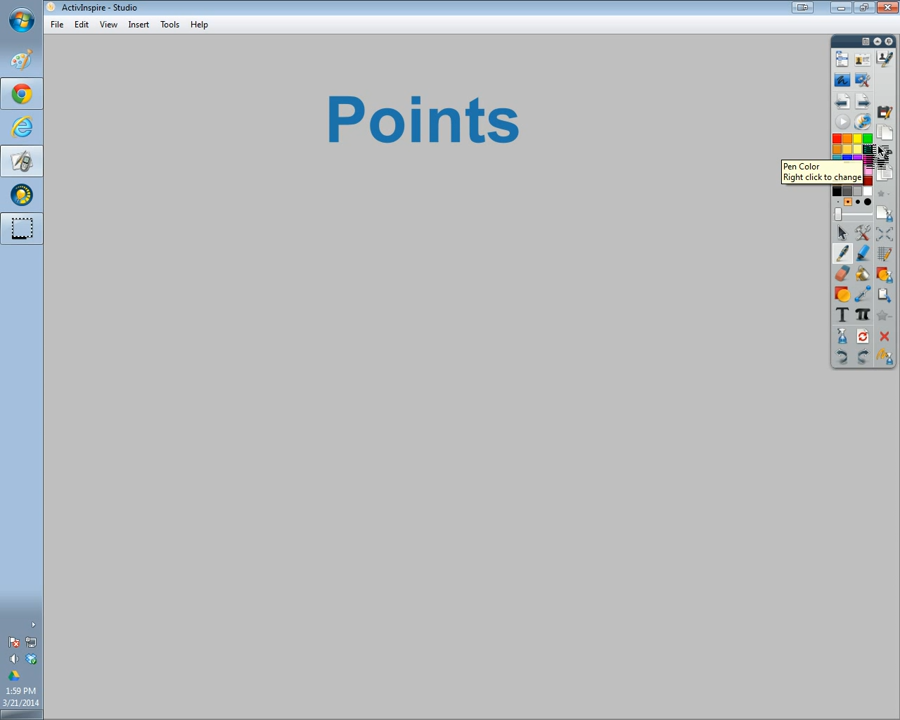 ActivInspire - Studio
File Edit View Insert Tools Help
Points
Pen Color
Right click to change
T π
1:59 PM
3/21/2014